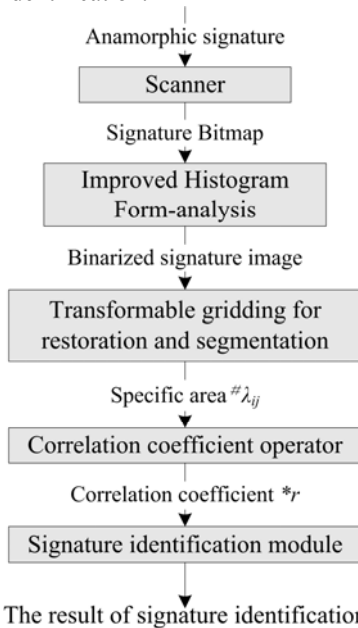 Anamorphic signature
Scanner
Signature Bitmap
Improved Histogram
Form-analysis
Binarized signature image
Transformable gridding for
restoration and segmentation
Specific area #λij
Correlation coefficient operator
Correlation coefficient *r
Signature identification module
The result of signature identification